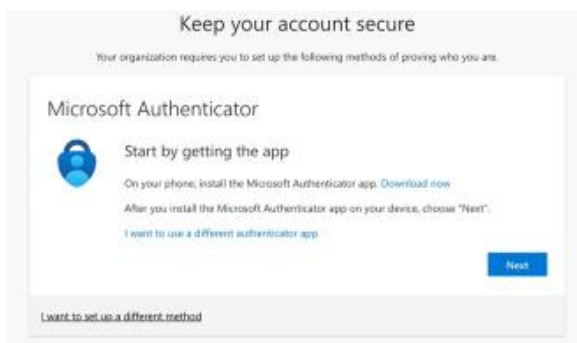 Keep your account secure
Your organization requires you to set up the following methods of proving who you are.
Microsoft Authenticator
Start by getting the app
On your phone, install the Microsoft Authenticator app. Download now
After you install the Microsoft Authenticator app on your device, choose "Next".
I want to use a different authenticator app
Next
I want to set up a different method